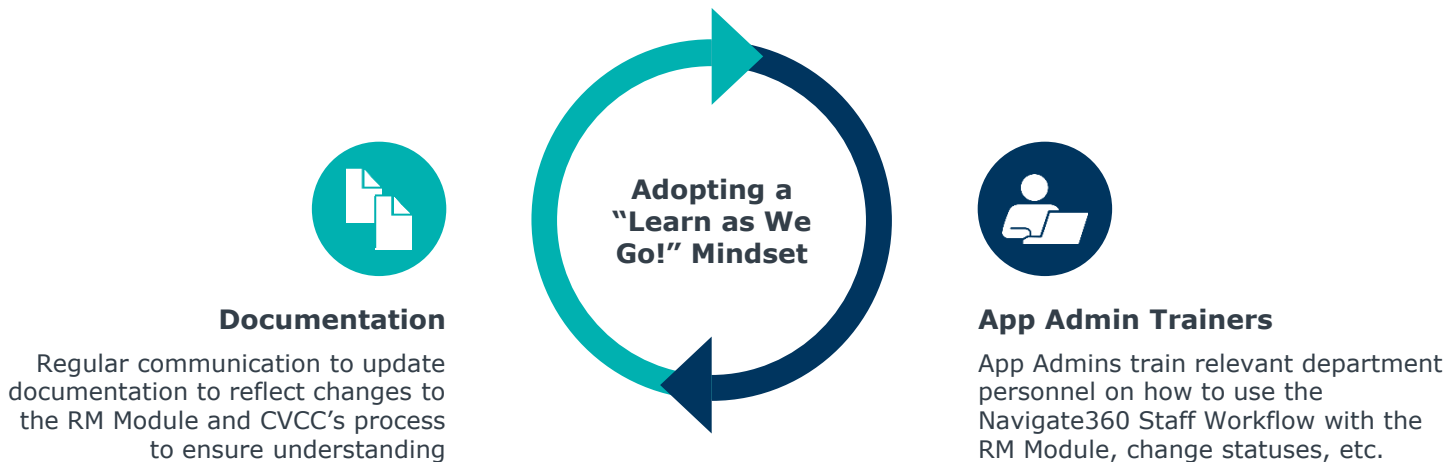 Adopting a
“Learn as We
Go!” Mindset
Documentation
Regular communication to update
documentation to reflect changes to
the RM Module and CVCC’s process
to ensure understanding
App Admin Trainers
App Admins train relevant department
personnel on how to use the
Navigate360 Staff Workflow with the
RM Module, change statuses, etc.